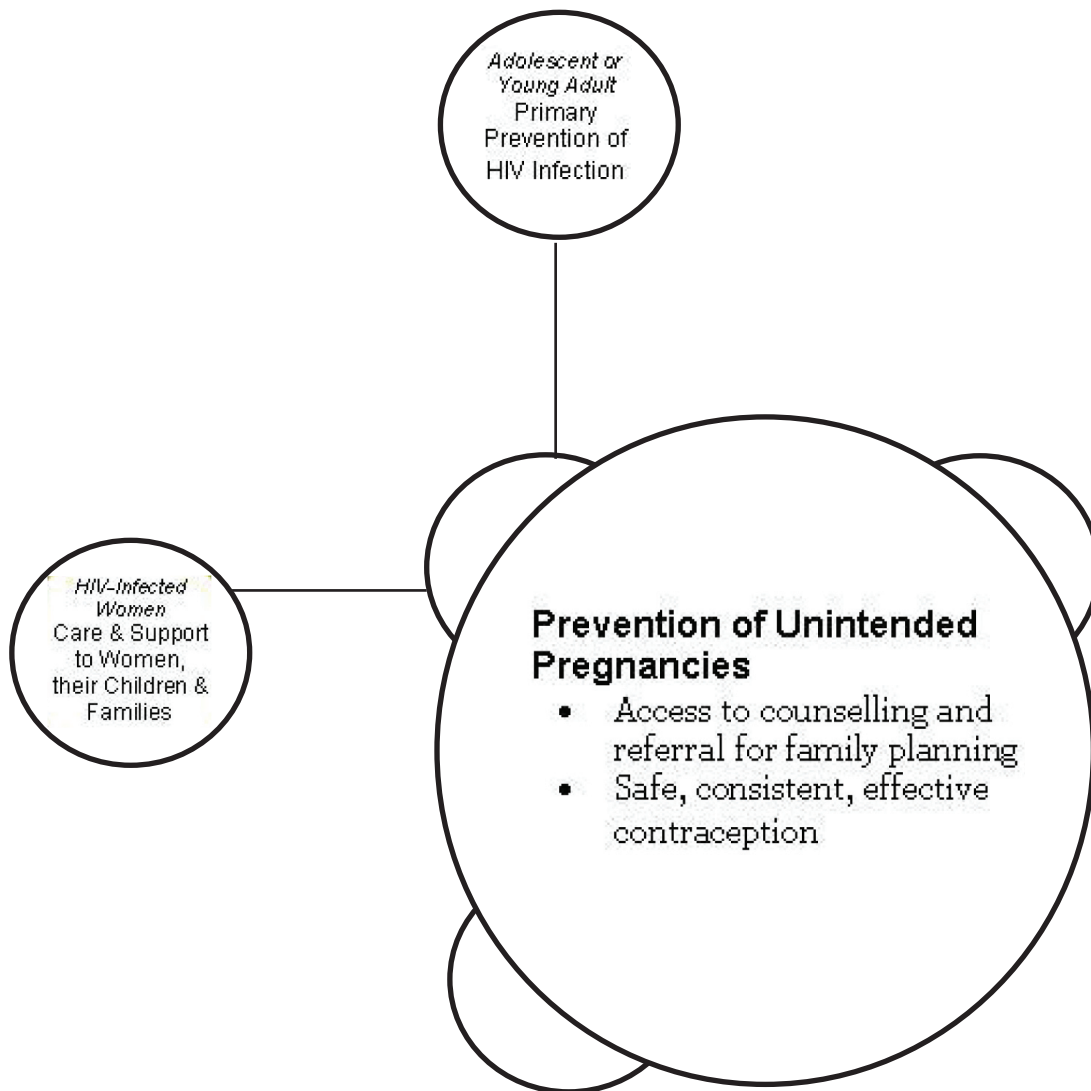 Adolescent or
Young Adult
Primary
Prevention of
HIV Infection
HIV-Infected
Women
Care & Support
to Women,
their Children &
Families
Prevention of Unintended
Pregnancies
• Access to counselling and
referral for family planning
• Safe, consistent, effective
contraception